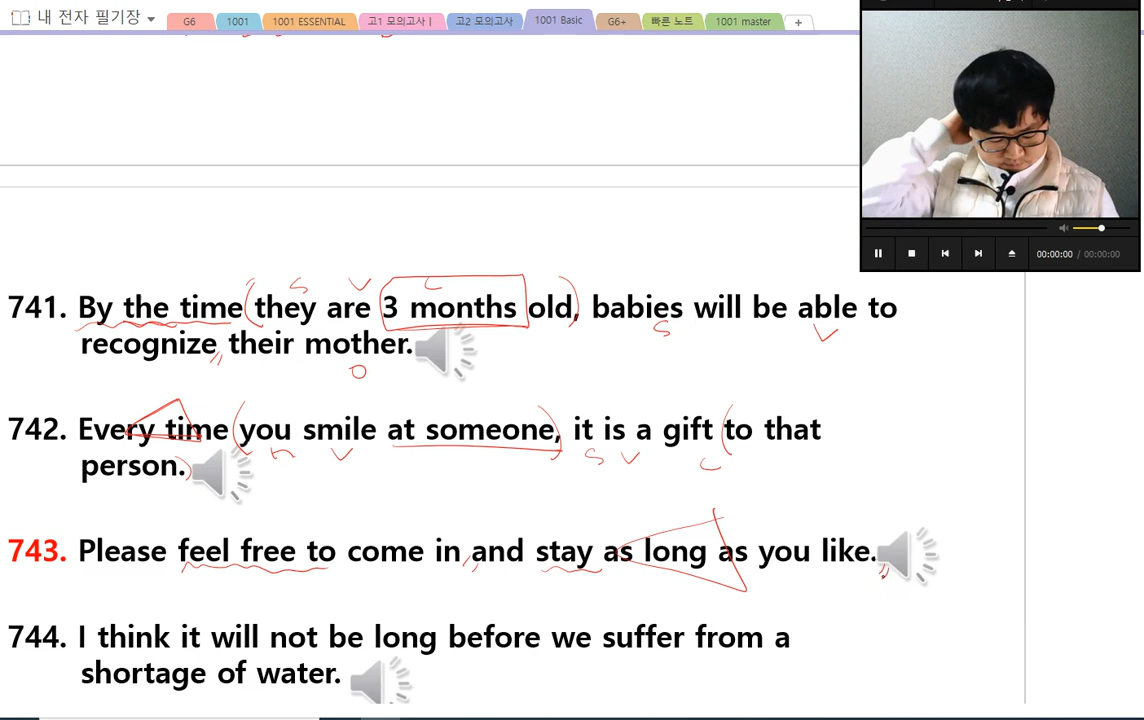 내 전자 필기장
G6 1001 1001 ESSENTIAL 고1 모의고사 I 고2 모의고사 1001 Basic G6+ 빠른 노트 1001 master +
00:00:00 / 00:00:00
S V C
741. By the time (they are 3 months old), babies will be able to
S V
recognize their mother.
O
742. Every time (you smile at someone), it is a gift (to that
V S V C
person.)
743. Please feel free to come in and stay as long as you like.
744. I think it will not be long before we suffer from a
shortage of water.